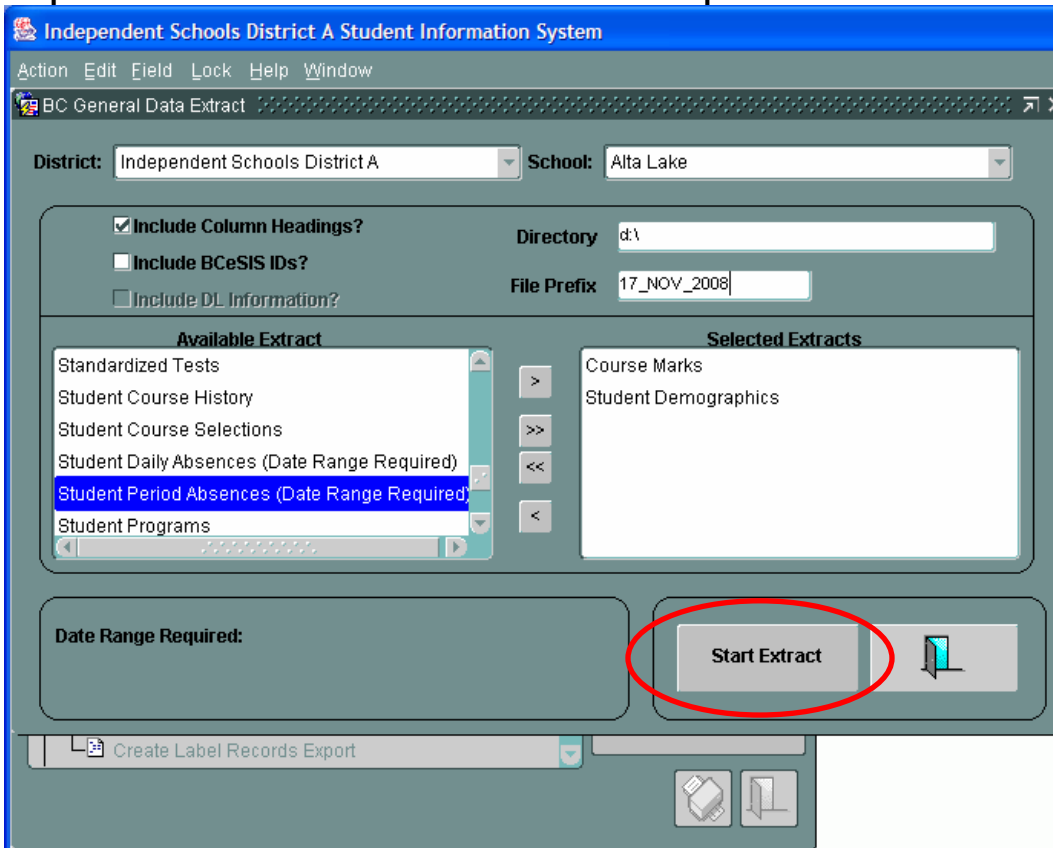 Independent Schools District A Student Information System
Action Edit Field Lock Help Window
BC General Data Extract
District: Independent Schools District A School: Alta Lake
Include Column Headings?
Directory d:\
Include BCeSIS IDs?
File Prefix 17_NOV_2008
Include DL Information?
Available Extract
Selected Extracts
Standardized Tests
Student Course History
Student Course Selections
Student Daily Absences (Date Range Required)
Student Period Absences (Date Range Required)
Student Programs
>
>>
<<
<
Course Marks
Student Demographics
Date Range Required:
Start Extract
Create Label Records Export